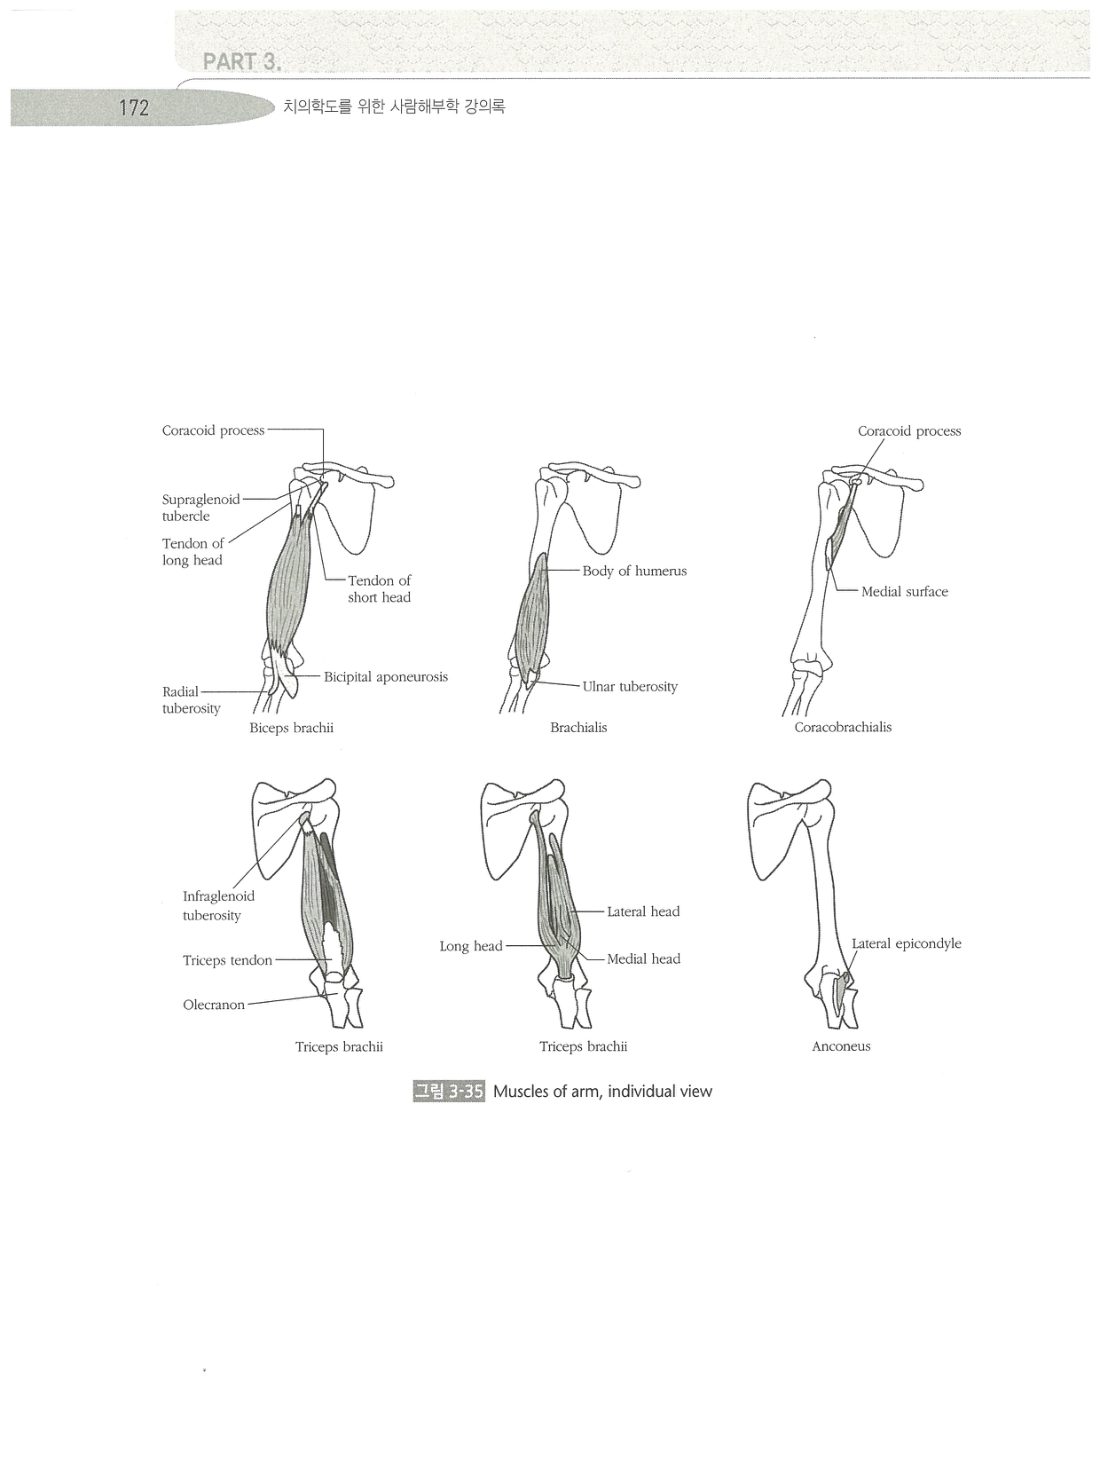 PART 3.
172
치의학도를 위한 사람해부학 강의록
Coracoid process
Supraglenoid
tubercle
Tendon of
long head
Tendon of
short head
Bicipital aponeurosis
Radial
tuberosity
Biceps brachii
Body of humerus
Ulnar tuberosity
Brachialis
Coracoid process
Medial surface
Coracobrachialis
Infraglenoid
tuberosity
Triceps tendon
Olecranon
Triceps brachii
Lateral head
Long head
Medial head
Triceps brachii
Lateral epicondyle
Anconeus
그림 3-35 Muscles of arm, individual view